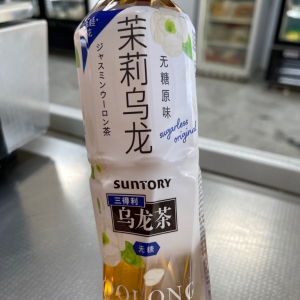 茉莉乌龙
ジャスミンウーロン茶
无糖原味
sugarless original
SUNTORY
三得利
乌龙茶
无糖
OOLONG